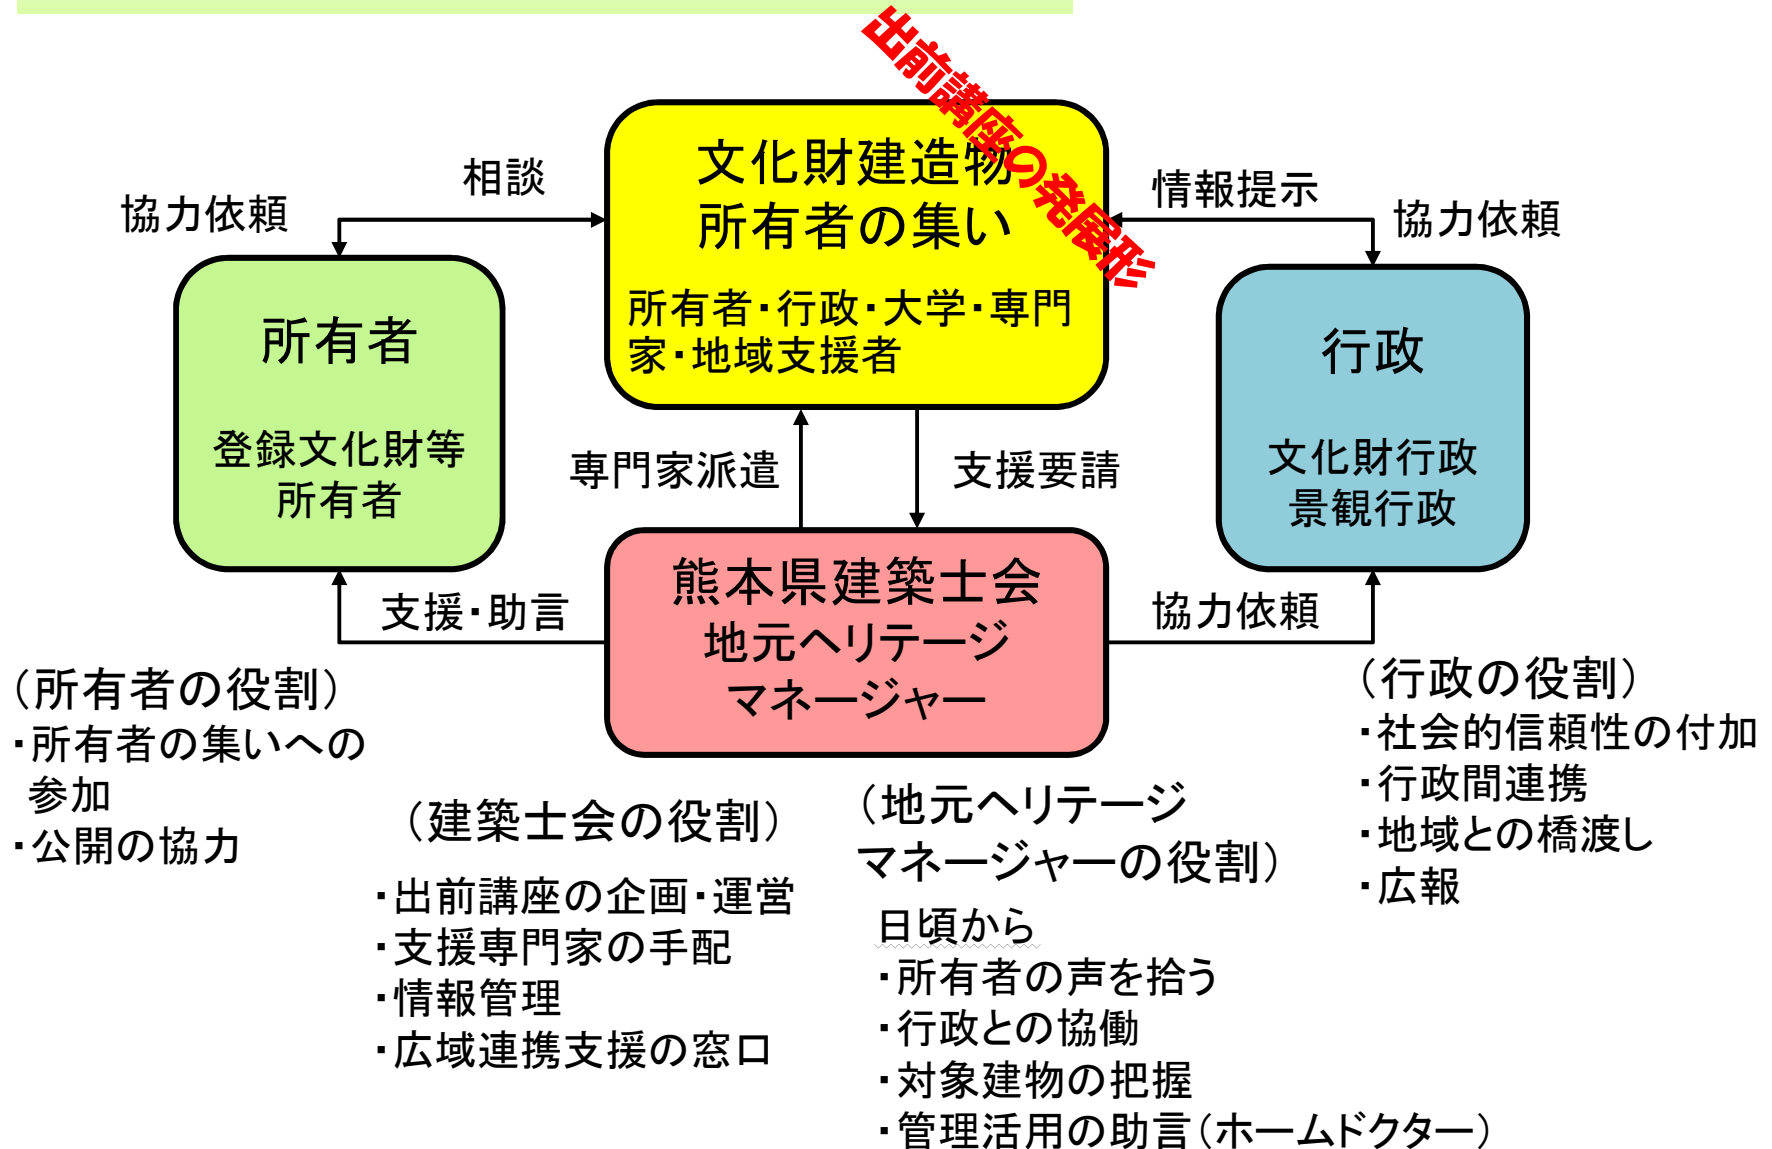 出前講座の発展形
文化財建造物
所有者の集い
所有者・行政・大学・専門
家・地域支援者
相談
協力依頼
情報提示
協力依頼
所有者
登録文化財等
所有者
行政
文化財行政
景観行政
専門家派遣
支援要請
熊本県建築士会
地元ヘリテージ
マネージャー
支援・助言
協力依頼
（所有者の役割）
・所有者の集いへの
参加
・公開の協力
（建築士会の役割）
・出前講座の企画・運営
・支援専門家の手配
・情報管理
・広域連携支援の窓口
（地元ヘリテージ
マネージャーの役割）
日頃から
・所有者の声を拾う
・行政との協働
・対象建物の把握
・管理活用の助言（ホームドクター）
（行政の役割）
・社会的信頼性の付加
・行政間連携
・地域との橋渡し
・広報